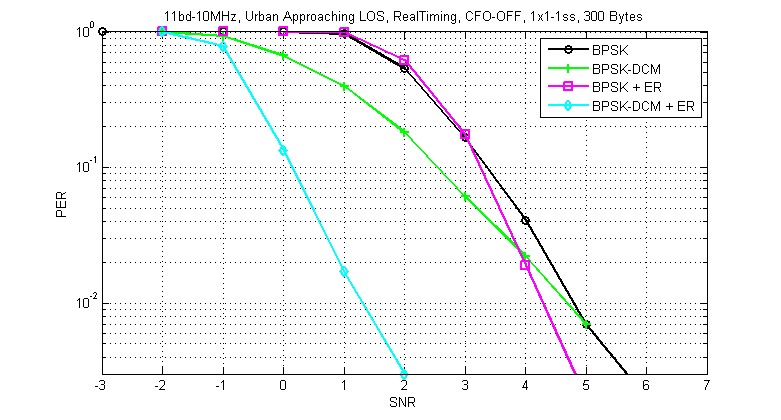 11bd-10MHz, Urban Approaching LOS, RealTiming, CFO-OFF, 1x1-1ss, 300 Bytes
10^0
BPSK
BPSK-DCM
BPSK + ER
BPSK-DCM + ER
10^-1
PER
10^-2
-3 -2 -1 0 1 2 3 4 5 6 7
SNR